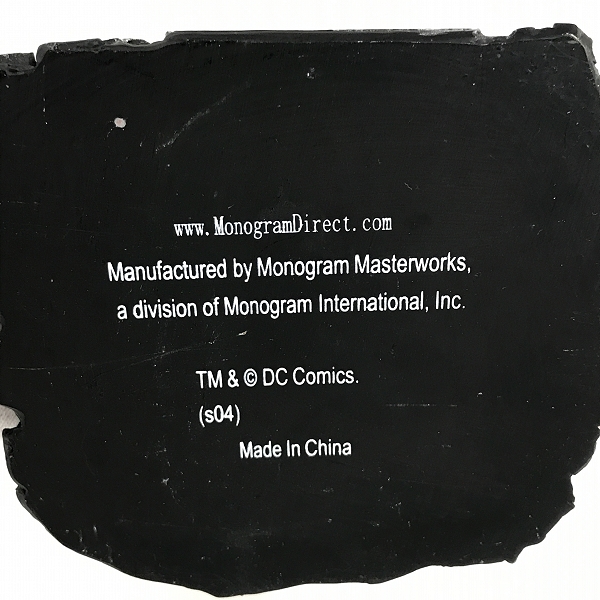 www.MonogramDirect.com
Manufactured by Monogram Masterworks,
a division of Monogram International, Inc.
TM & © DC Comics.
(s04)
Made In China